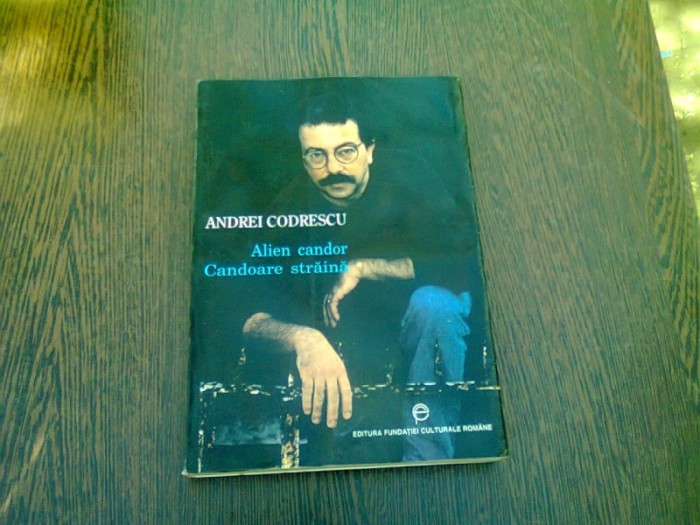 ANDREI CODRESCU
Alien candor
Candoare străină
EDITURA FUNDAȚIEI CULTURALE ROMÂNE